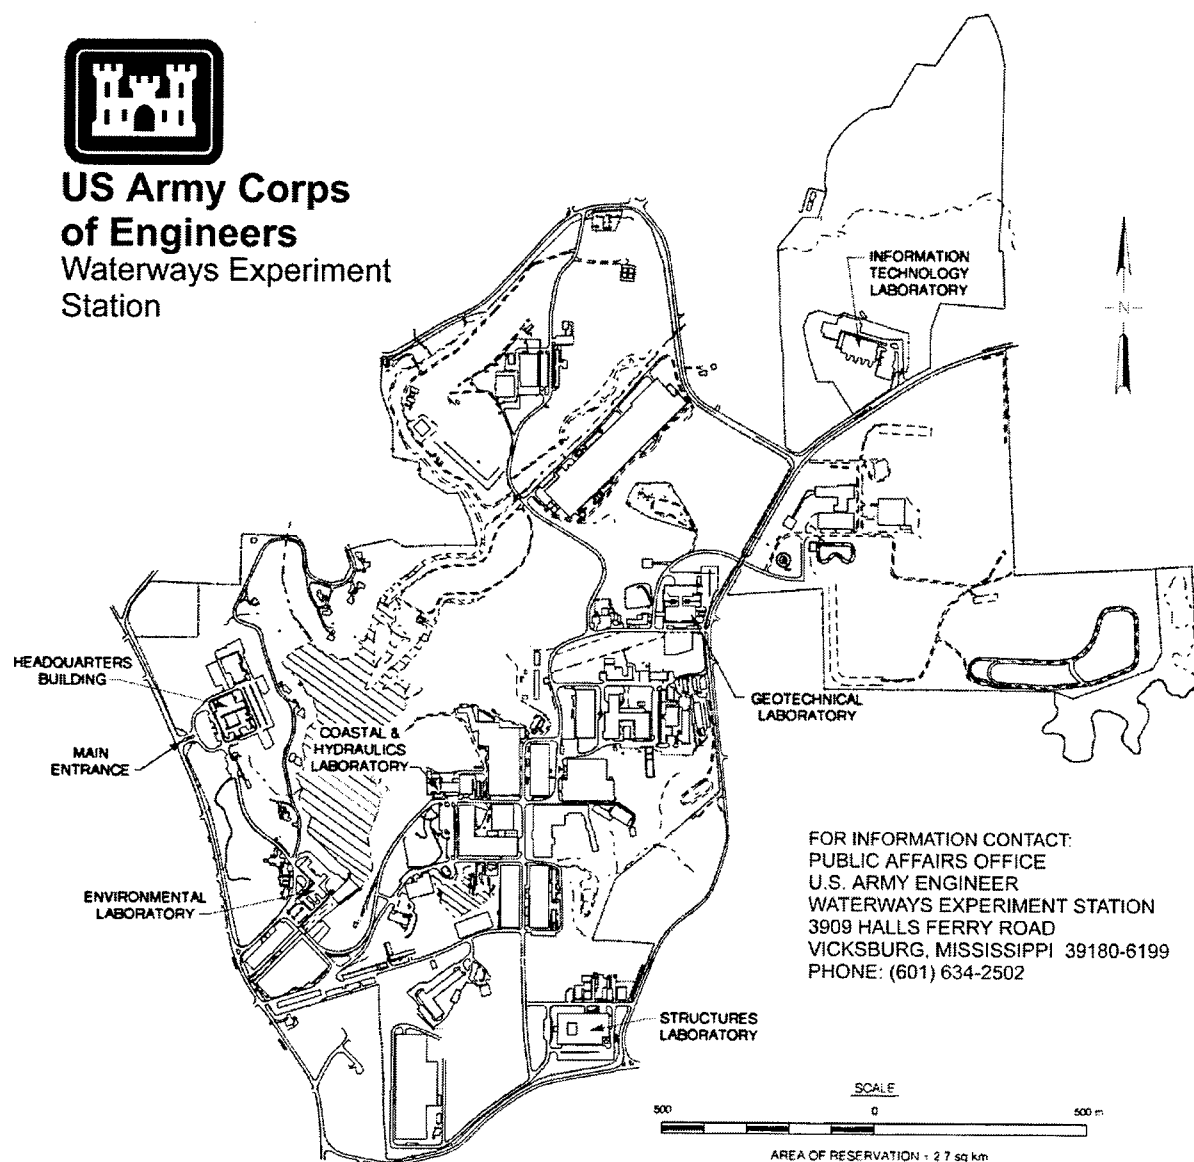 US Army Corps
of Engineers
Waterways Experiment
Station
INFORMATION
TECHNOLOGY
LABORATORY
N
HEADQUARTERS
BUILDING
MAIN
ENTRANCE
COASTAL &
HYDRAULICS
LABORATORY
GEOTECHNICAL
LABORATORY
ENVIRONMENTAL
LABORATORY
STRUCTURES
LABORATORY
FOR INFORMATION CONTACT:
PUBLIC AFFAIRS OFFICE
U.S. ARMY ENGINEER
WATERWAYS EXPERIMENT STATION
3909 HALLS FERRY ROAD
VICKSBURG, MISSISSIPPI 39180-6199
PHONE: (601) 634-2502
SCALE
500 0 500 m
AREA OF RESERVATION = 2.7 sq km